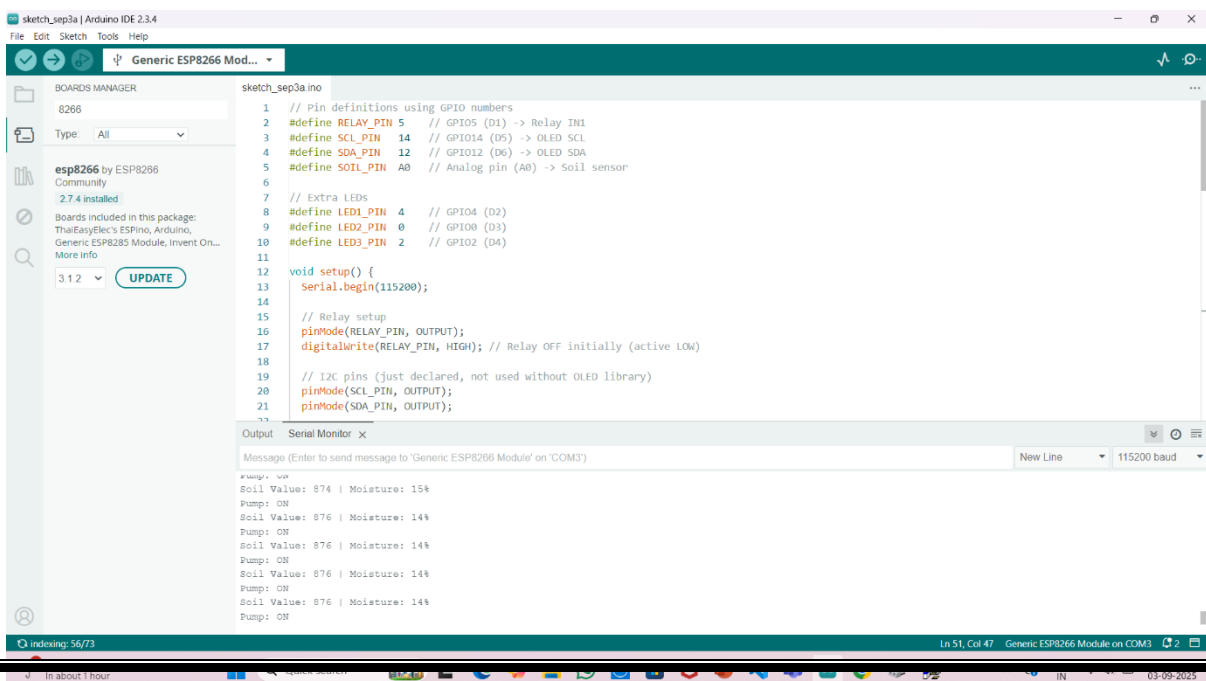 sketch_sep3a | Arduino IDE 2.3.4
File Edit Sketch Tools Help
Generic ESP8266 Mod...
BOARDS MANAGER
8266
Type: All
esp8266 by ESP8266
Community
2.7.4 installed
Boards included in this package:
ThaiEasyElec's ESPino, Arduino,
Generic ESP8285 Module, Invent On...
More info
3.1.2 UPDATE
sketch_sep3a.ino
1 // Pin definitions using GPIO numbers
2 #define RELAY_PIN 5 // GPIO5 (D1) -> Relay IN1
3 #define SCL_PIN 14 // GPIO14 (D5) -> OLED SCL
4 #define SDA_PIN 12 // GPIO12 (D6) -> OLED SDA
5 #define SOIL_PIN A0 // Analog pin (A0) -> Soil sensor
6
7 // Extra LEDs
8 #define LED1_PIN 4 // GPIO4 (D2)
9 #define LED2_PIN 0 // GPIO0 (D3)
10 #define LED3_PIN 2 // GPIO2 (D4)
11
12 void setup() {
13 Serial.begin(115200);
14
15 // Relay setup
16 pinMode(RELAY_PIN, OUTPUT);
17 digitalWrite(RELAY_PIN, HIGH); // Relay OFF initially (active LOW)
18
19 // I2C pins (just declared, not used without OLED library)
20 pinMode(SCL_PIN, OUTPUT);
21 pinMode(SDA_PIN, OUTPUT);
22
Output Serial Monitor
Message (Enter to send message to 'Generic ESP8266 Module' on 'COM3')
New Line 115200 baud
Pump: ON
Soil Value: 874 | Moisture: 15%
Pump: ON
Soil Value: 876 | Moisture: 14%
Pump: ON
Soil Value: 876 | Moisture: 14%
Pump: ON
Soil Value: 876 | Moisture: 14%
Pump: ON
Soil Value: 876 | Moisture: 14%
Pump: ON
indexing: 56/73
Ln 51, Col 47 Generic ESP8266 Module on COM3 2
In about 1 hour
Quick search
IN
03-09-2025